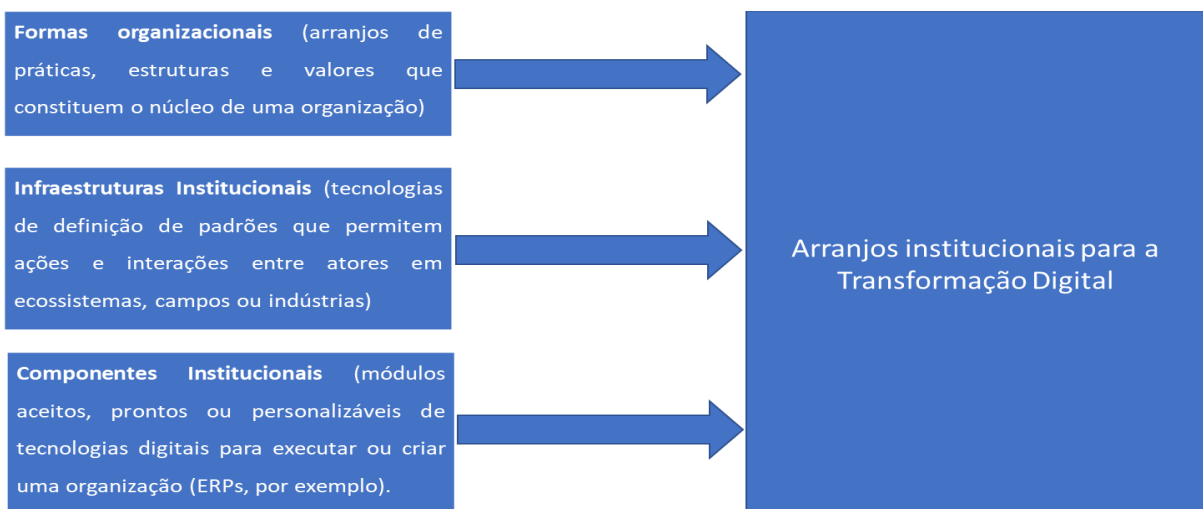 Formas organizacionais (arranjos de
práticas, estruturas e valores que
constituem o núcleo de uma organização)
Infraestruturas Institucionais (tecnologias
de definição de padrões que permitem
ações e interações entre atores em
ecossistemas, campos ou indústrias)
Componentes Institucionais (módulos
aceitos, prontos ou personalizáveis de
tecnologias digitais para executar ou criar
uma organização (ERPs, por exemplo).
Arranjos institucionais para a
Transformação Digital